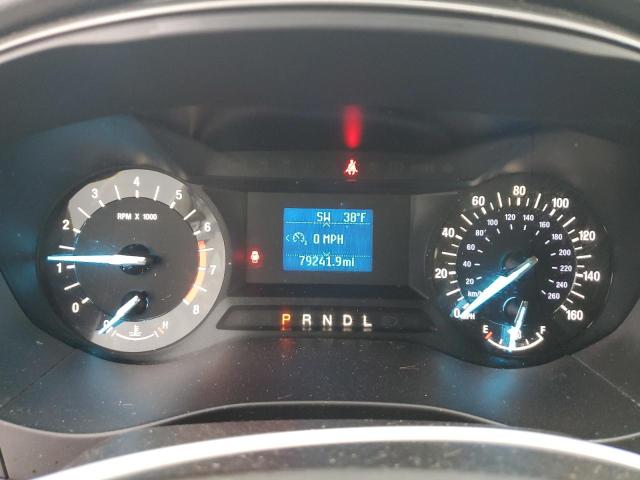 3 4 5
2 6
RPM X 1000
1 7
0 8
C H
SW 38°F
0 MPH
79241.9mi
P R N D L
80
60 100
40 120
20 140
0 160
MPH
100 120 140
80 160
60 180
40 200
220
20 240
km/h 260
E F